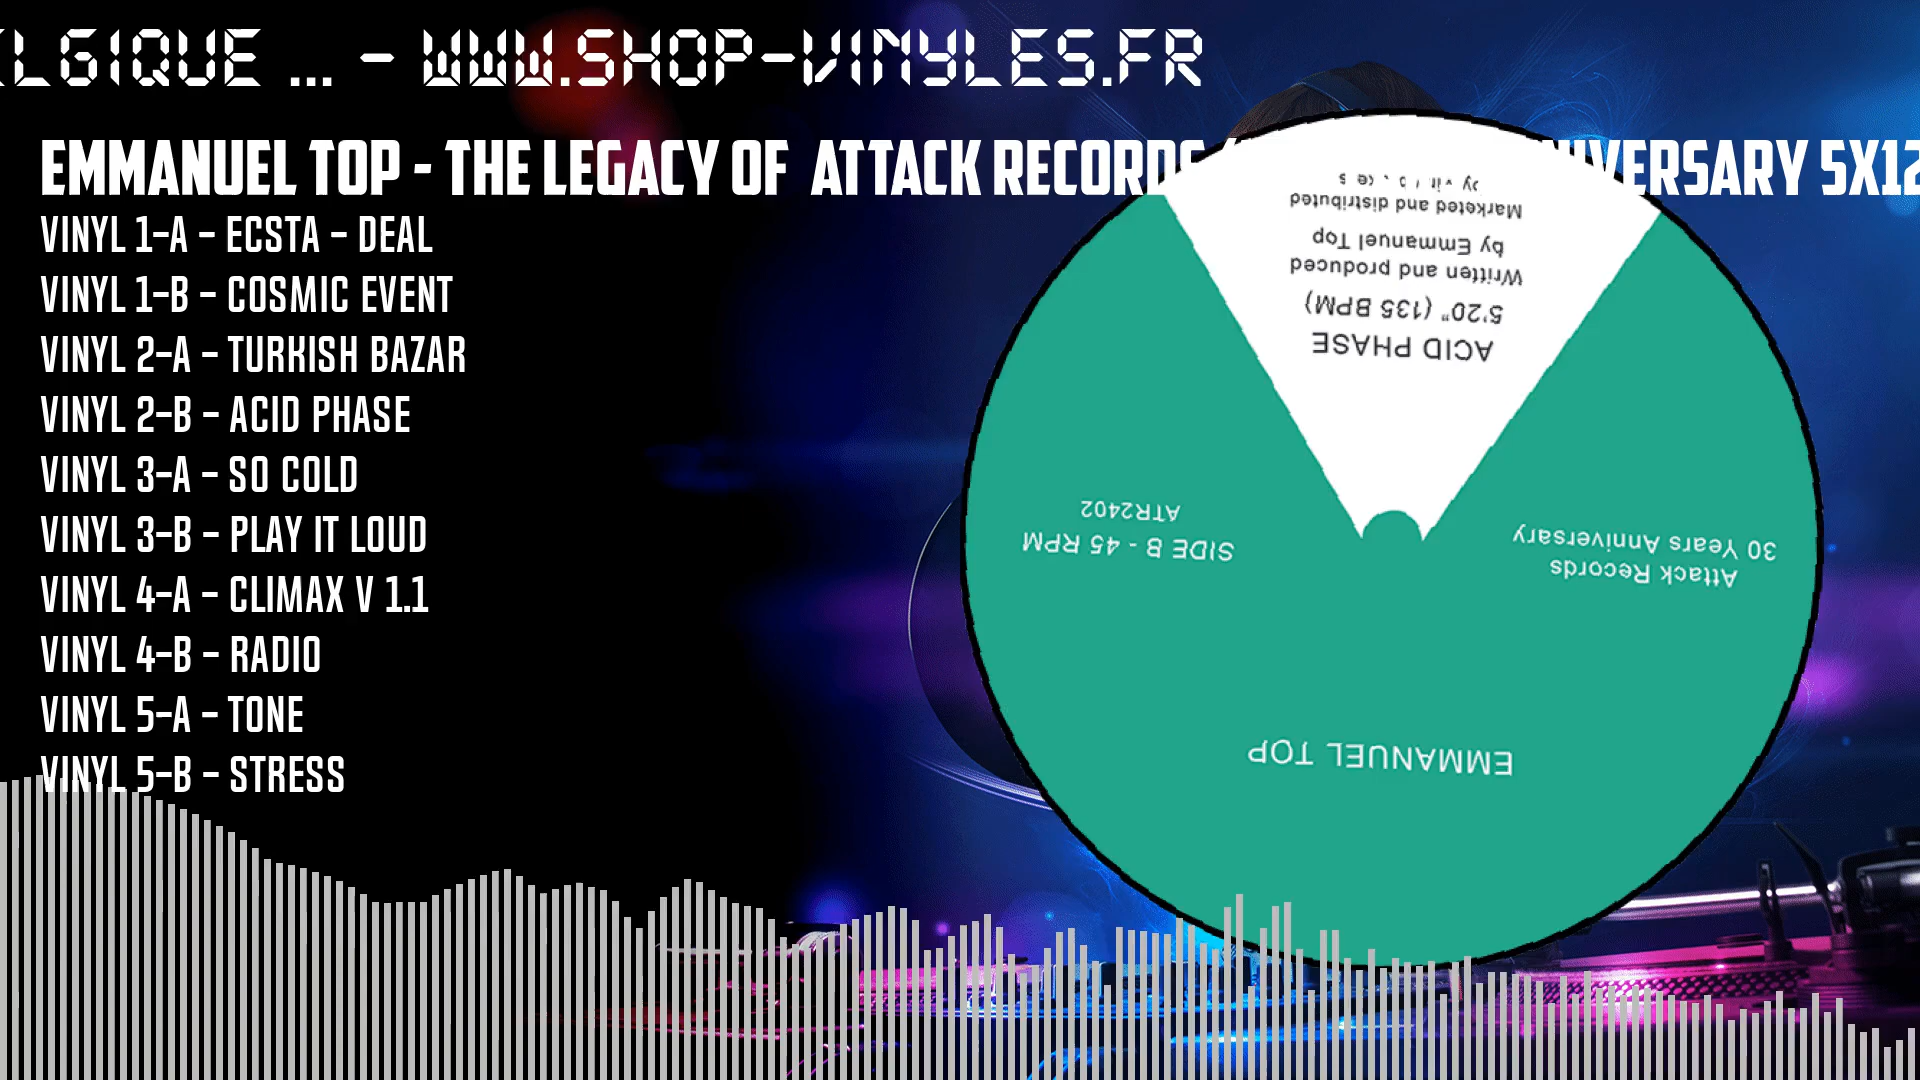 LGIQUE ... - WWW.SHOP-VINYLES.FR
EMMANUEL TOP - THE LEGACY OF ATTACK RECORDS VERSARY 5X12
VINYL 1-A - ECSTA - DEAL
VINYL 1-B - COSMIC EVENT
VINYL 2-A - TURKISH BAZAR
VINYL 2-B - ACID PHASE
VINYL 3-A - SO COLD
VINYL 3-B - PLAY IT LOUD
VINYL 4-A - CLIMAX V 1.1
VINYL 4-B - RADIO
VINYL 5-A - TONE
VINYL 5-B - STRESS
EMMANUEL TOP
Attack Records
30 Years Anniversary
SIDE B - 45 RPM
ATR2402
ACID PHASE
5'20" (135 BPM)
Written and produced
by Emmanuel Top
Marketed and distributed
by